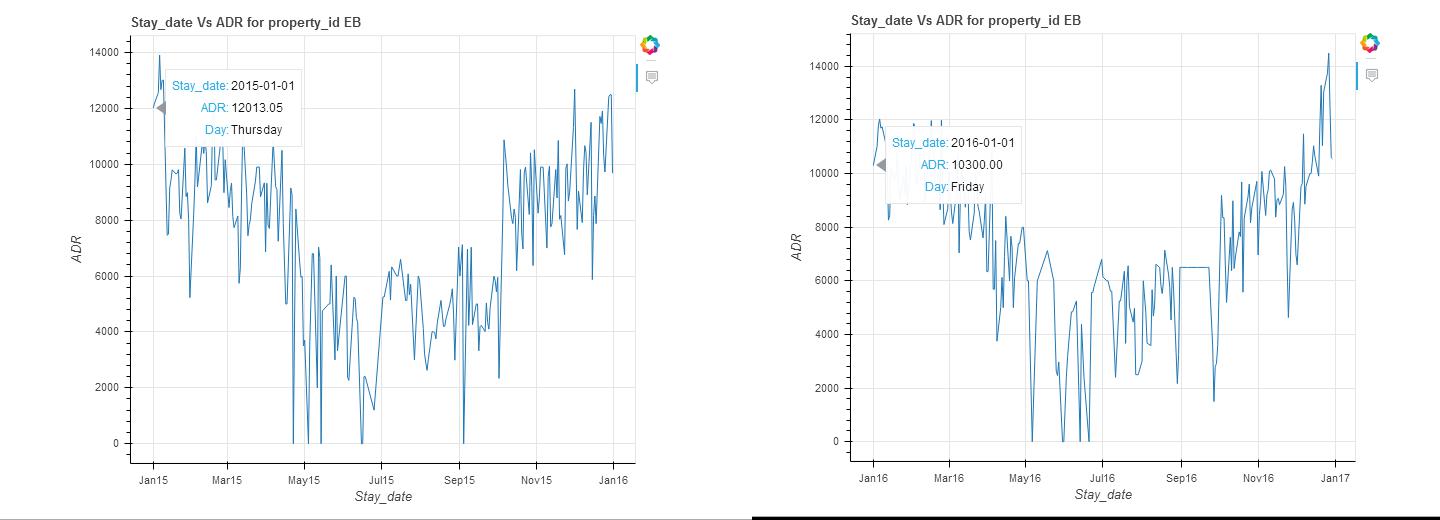 Stay_date Vs ADR for property_id EB
14000
12000
10000
8000
6000
4000
2000
0
ADR
Stay_date: 2015-01-01
ADR: 12013.05
Day: Thursday
Jan15 Mar15 May15 Jul15 Sep15 Nov15 Jan16
Stay_date
Stay_date Vs ADR for property_id EB
14000
12000
10000
8000
6000
4000
2000
0
ADR
Stay_date: 2016-01-01
ADR: 10300.00
Day: Friday
Jan16 Mar16 May16 Jul16 Sep16 Nov16 Jan17
Stay_date